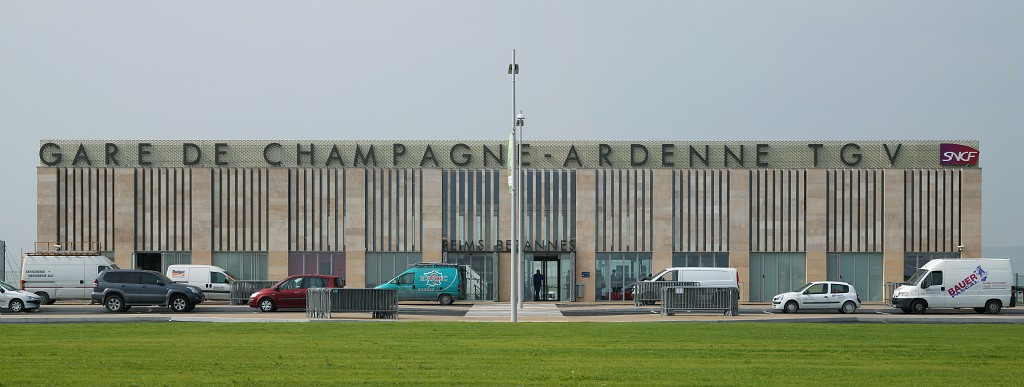 GARE DE CHAMPAGNE-ARDENNE TGV
SNCF
REIMS BEZANNES
BAUER